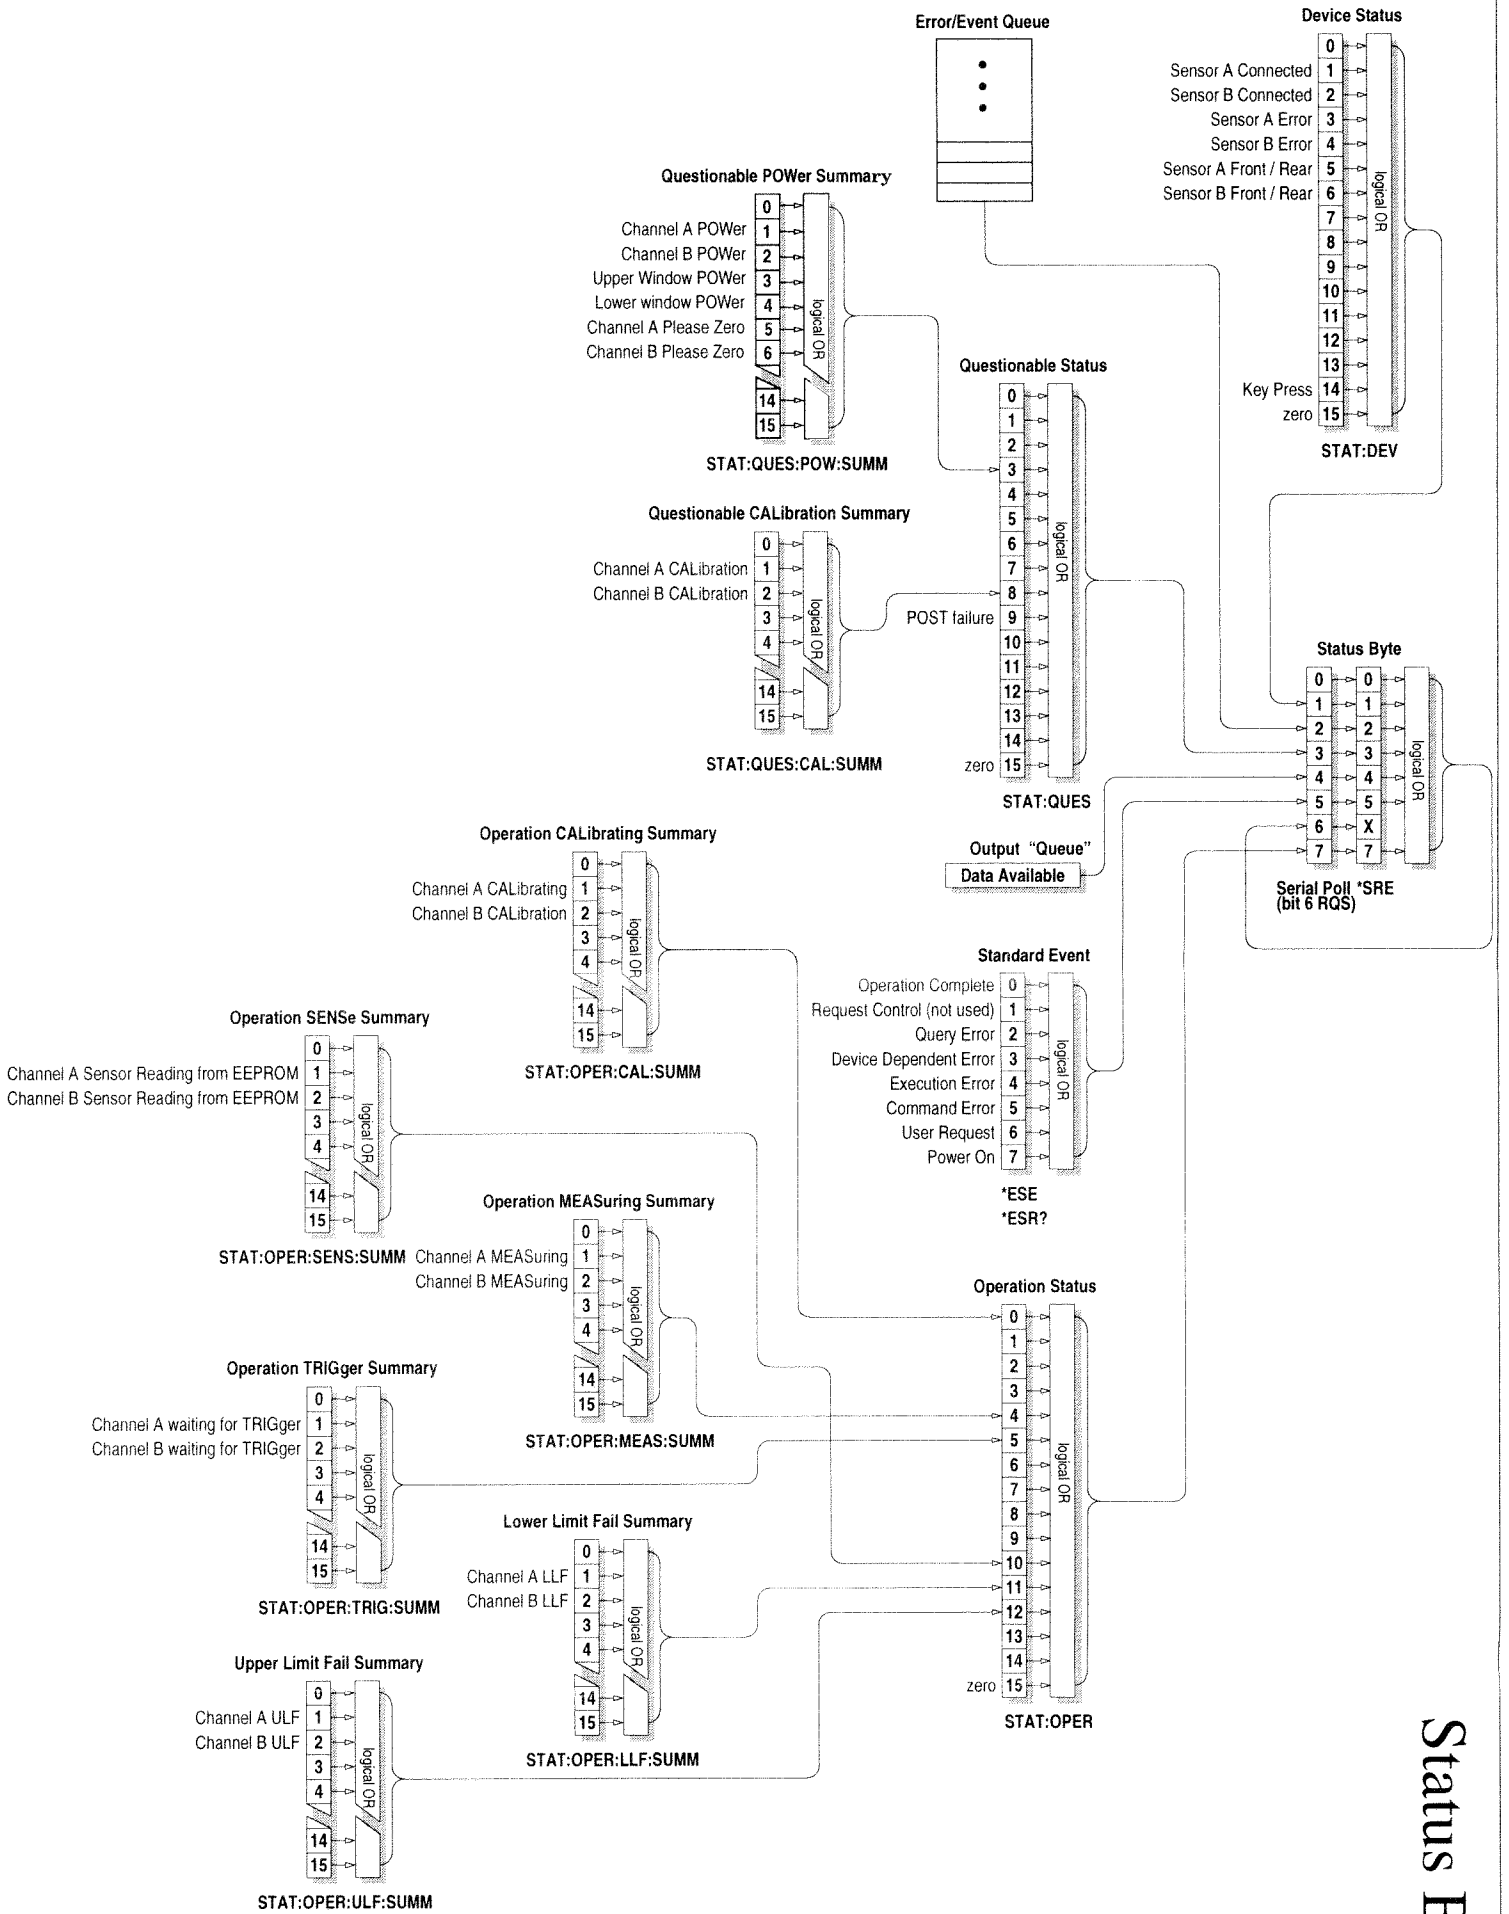 Error/Event Queue
Device Status
0
Sensor A Connected 1
Sensor B Connected 2
Sensor A Error 3
Sensor B Error 4
Sensor A Front / Rear 5
Sensor B Front / Rear 6
7
8
9
10
11
12
13
Key Press 14
zero 15
logical OR
STAT:DEV
Questionable POWer Summary
0
Channel A POWer 1
Channel B POWer 2
Upper Window POWer 3
Lower window POWer 4
Channel A Please Zero 5
Channel B Please Zero 6
14
15
logical OR
STAT:QUES:POW:SUMM
Questionable Status
0
1
2
3
4
5
6
7
8
POST failure 9
10
11
12
13
14
zero 15
logical OR
STAT:QUES
Questionable CALibration Summary
0
Channel A CALibration 1
Channel B CALibration 2
3
4
14
15
logical OR
STAT:QUES:CAL:SUMM
Status Byte
0 0
1 1
2 2
3 3
4 4
5 5
6 X
7 7
logical OR
Serial Poll *SRE
(bit 6 RQS)
Output "Queue"
Data Available
Operation CALibrating Summary
0
Channel A CALibrating 1
Channel B CALibration 2
3
4
14
15
logical OR
STAT:OPER:CAL:SUMM
Standard Event
Operation Complete 0
Request Control (not used) 1
Query Error 2
Device Dependent Error 3
Execution Error 4
Command Error 5
User Request 6
Power On 7
logical OR
*ESE
*ESR?
Operation SENSe Summary
0
Channel A Sensor Reading from EEPROM 1
Channel B Sensor Reading from EEPROM 2
3
4
14
15
logical OR
STAT:OPER:SENS:SUMM
Operation MEASuring Summary
0
Channel A MEASuring 1
Channel B MEASuring 2
3
4
14
15
logical OR
STAT:OPER:MEAS:SUMM
Operation Status
0
1
2
3
4
5
6
7
8
9
10
11
12
13
14
zero 15
logical OR
STAT:OPER
Operation TRIGger Summary
0
Channel A waiting for TRIGger 1
Channel B waiting for TRIGger 2
3
4
14
15
logical OR
STAT:OPER:TRIG:SUMM
Lower Limit Fail Summary
0
Channel A LLF 1
Channel B LLF 2
3
4
14
15
logical OR
STAT:OPER:LLF:SUMM
Upper Limit Fail Summary
0
Channel A ULF 1
Channel B ULF 2
3
4
14
15
logical OR
STAT:OPER:ULF:SUMM
Status